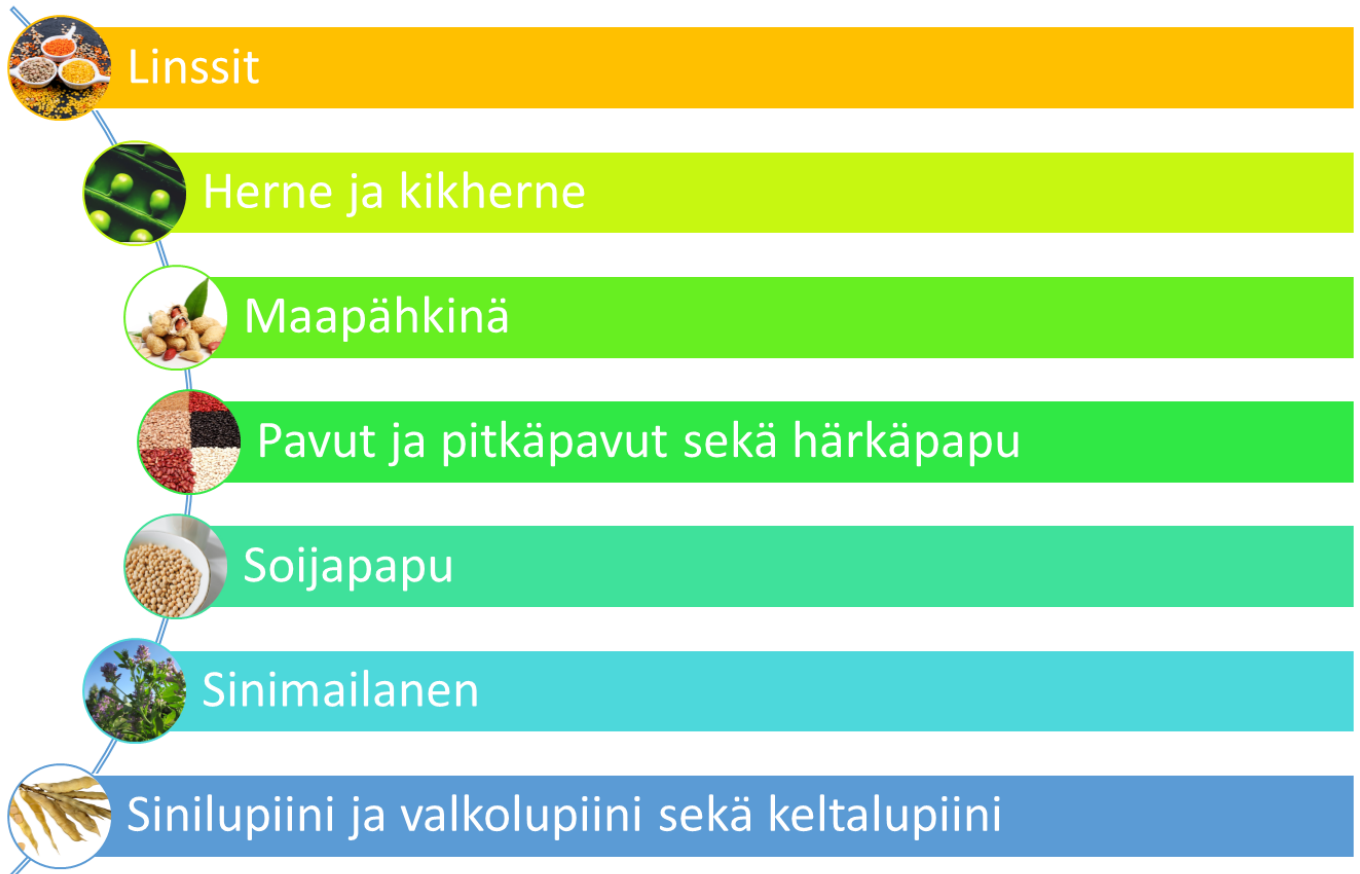 Linssit
Herne ja kikherne
Maapähkinä
Pavut ja pitkäpavut sekä härkäpapu
Soijapapu
Sinimailanen
Sinilupiini ja valkolupiini sekä keltalupiini